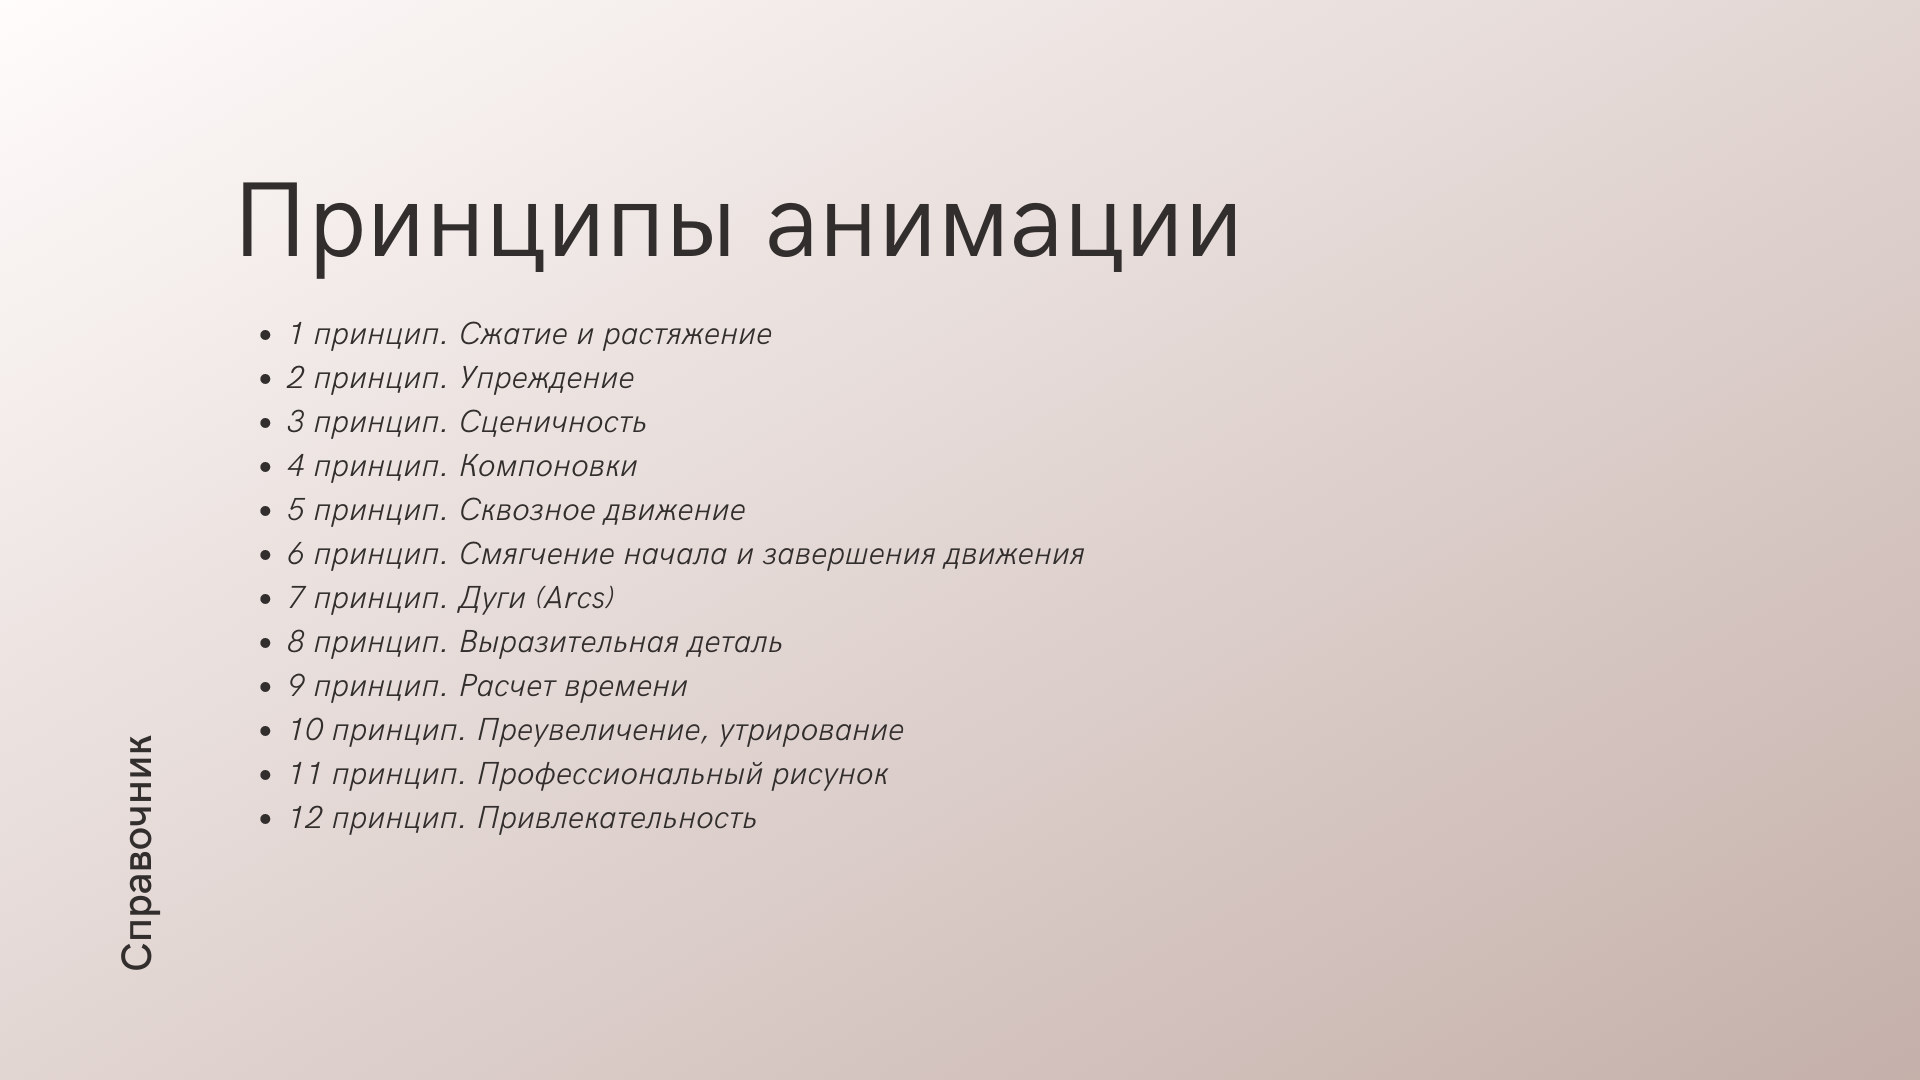 Принципы анимации
• 1 принцип. Сжатие и растяжение
• 2 принцип. Упреждение
• 3 принцип. Сценичность
• 4 принцип. Компоновки
• 5 принцип. Сквозное движение
• 6 принцип. Смягчение начала и завершения движения
• 7 принцип. Дуги (Arcs)
• 8 принцип. Выразительная деталь
• 9 принцип. Расчет времени
• 10 принцип. Преувеличение, утрирование
• 11 принцип. Профессиональный рисунок
• 12 принцип. Привлекательность
Справочник